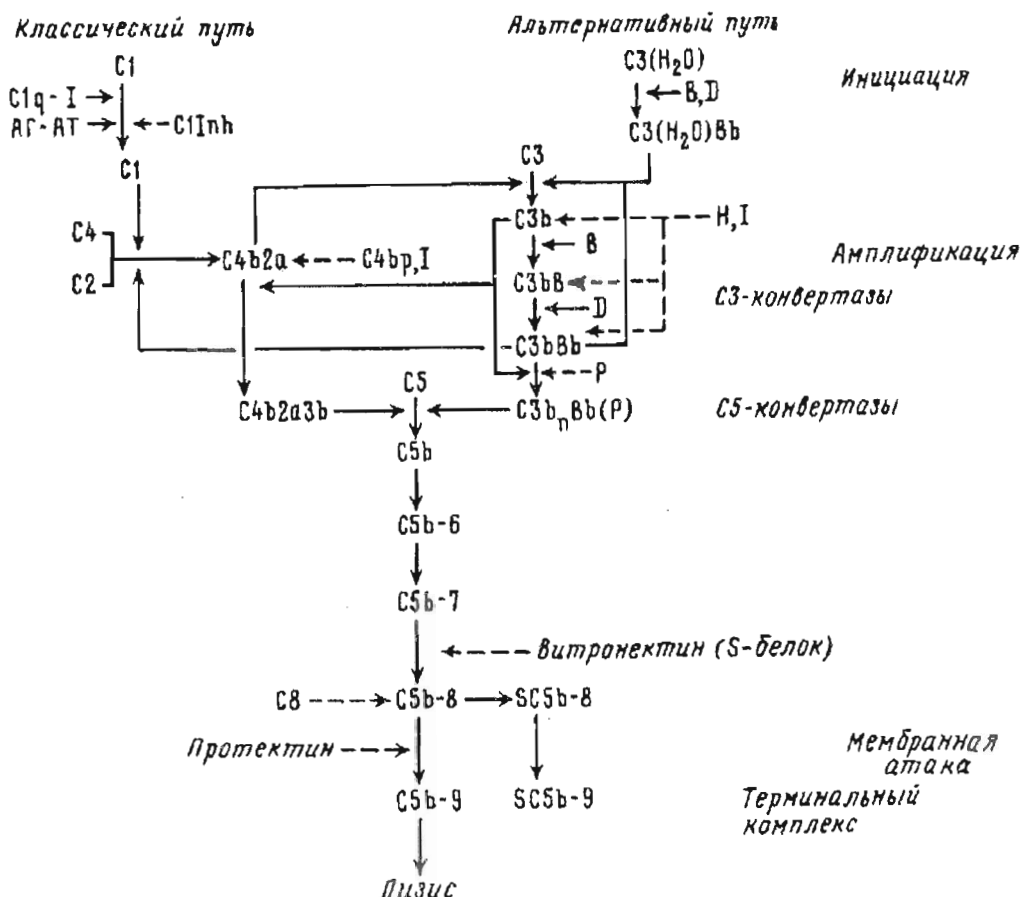 Классический путь
Альтернативный путь
C1
C3(H₂O)
Инициация
C1q-I
B,D
АГ-АТ
C1Inh
C3(H₂O)Bb
C1
C3
C3b
H,I
C4
B
C4b2a
C4bp,I
Амплификация
C2
C3bB
C3-конвертазы
D
C3bBb
P
C5
C4b2a3b
C3bₙBb(P)
C5-конвертазы
C5b
C5b-6
C5b-7
Витронектин (S-белок)
C8
C5b-8
SC5b-8
Протектин
Мембранная
атака
C5b-9
SC5b-9
Терминальный
комплекс
Лизис